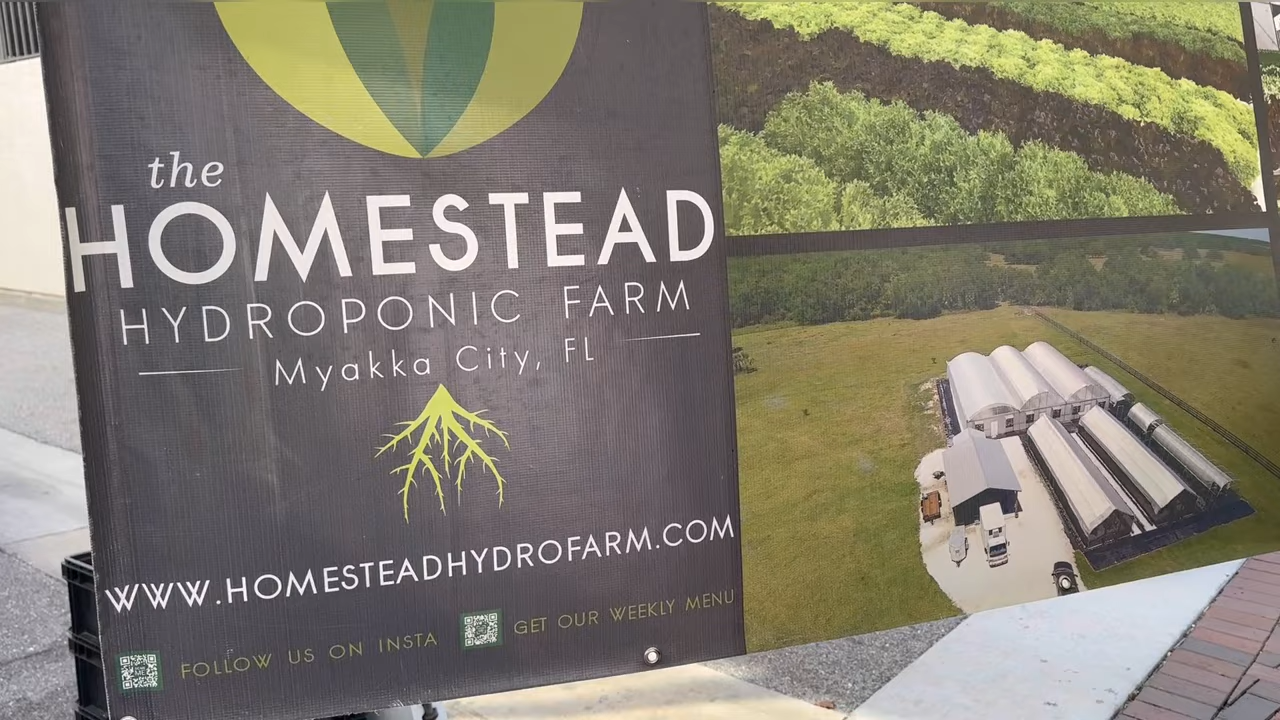 the
HOMESTEAD
HYDROPONIC FARM
Myakka City, FL
WWW.HOMESTEADHYDROFARM.COM
FOLLOW US ON INSTA
GET OUR WEEKLY MENU